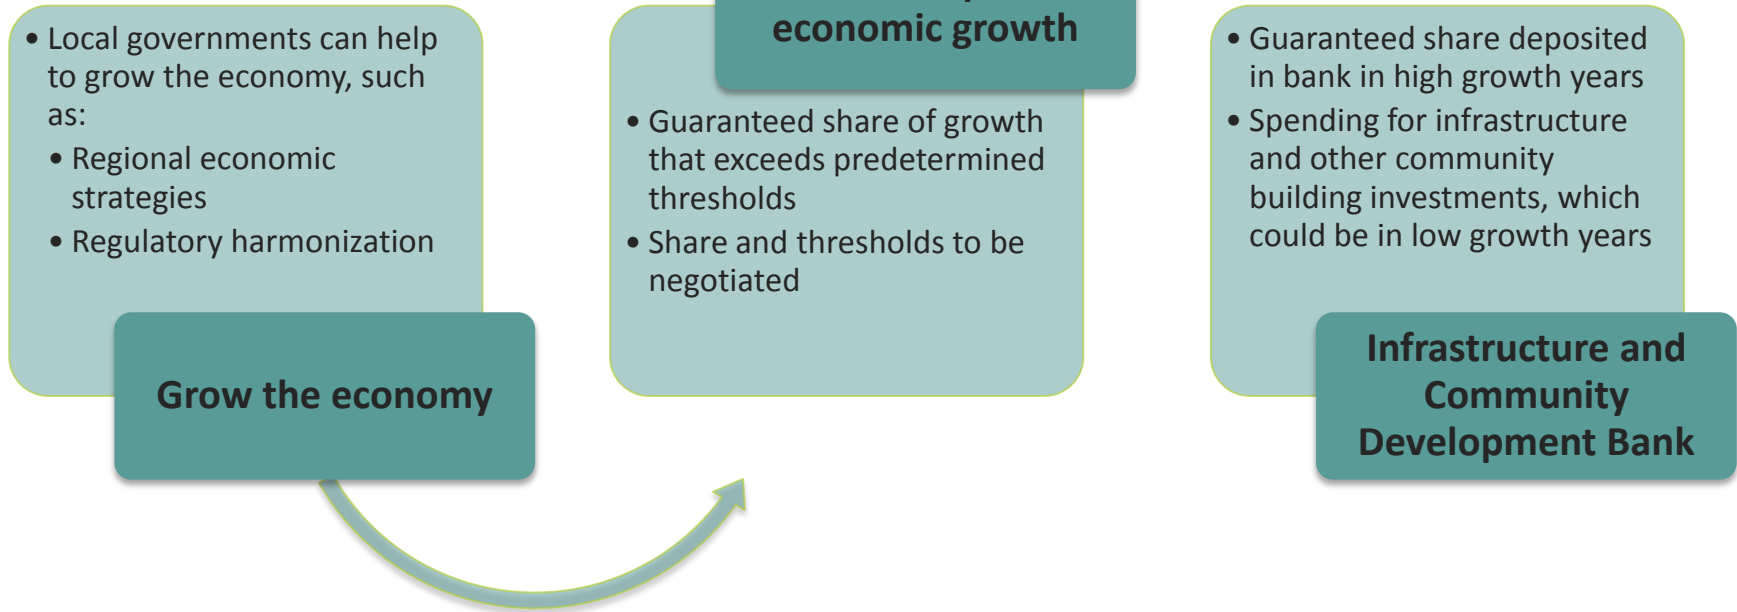 • Local governments can help
to grow the economy, such
as:
• Regional economic
strategies
• Regulatory harmonization
Grow the economy
economic growth
• Guaranteed share of growth
that exceeds predetermined
thresholds
• Share and thresholds to be
negotiated
• Guaranteed share deposited
in bank in high growth years
• Spending for infrastructure
and other community
building investments, which
could be in low growth years
Infrastructure and
Community
Development Bank